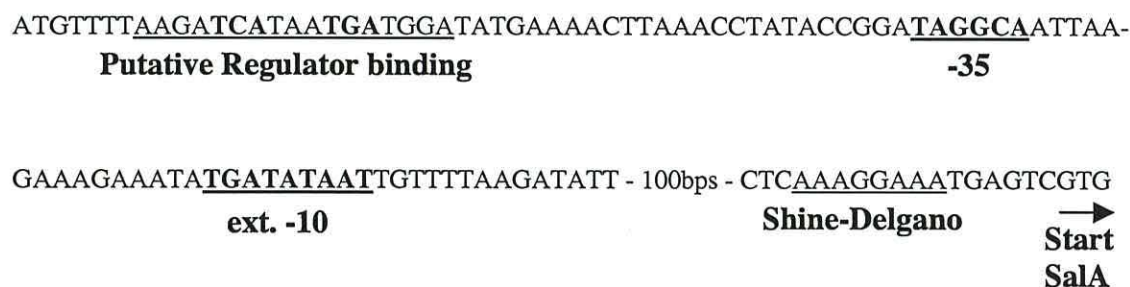 ATGTTTTAAGATCATAATGATGGATATGAAAACTTAAACCTATACCGGATAGGCAATTAA-
Putative Regulator binding -35
GAAAGAAATATGATATAATTGTTTTAAGATATT - 100bps - CTCAAAGGAAATGAGTCGTG
ext. -10 Shine-Delgano Start
SalA